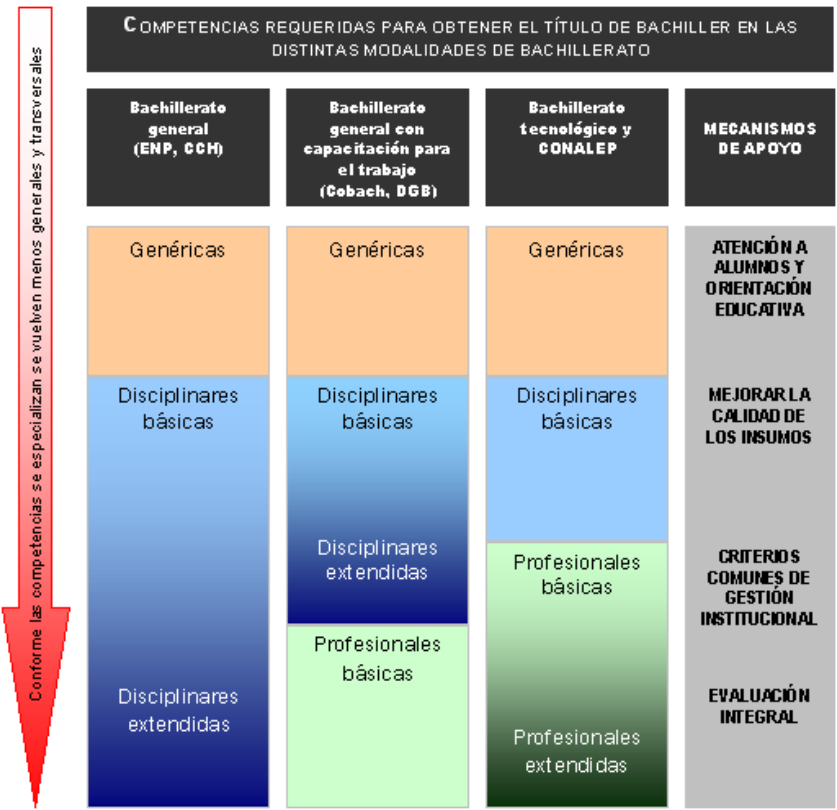 COMPETENCIAS REQUERIDAS PARA OBTENER EL TÍTULO DE BACHILLER EN LAS
DISTINTAS MODALIDADES DE BACHILLERATO
Conforme las competencias se especializan se vuelven menos generales y transversales
Bachillerato
general
(ENP, CCH)
Bachillerato
general con
capacitación para
el trabajo
(Cobach, DGB)
Bachillerato
tecnológico y
CONALEP
MECANISMOS
DE APOYO
Genéricas
Disciplinares
básicas
Disciplinares
extendidas
Genéricas
Disciplinares
básicas
Disciplinares
extendidas
Profesionales
básicas
Genéricas
Disciplinares
básicas
Profesionales
básicas
Profesionales
extendidas
ATENCIÓN A
ALUMNOS Y
ORIENTACIÓN
EDUCATIVA
MEJORAR LA
CALIDAD DE
LOS INSUMOS
CRITERIOS
COMUNES DE
GESTIÓN
INSTITUCIONAL
EVALUACIÓN
INTEGRAL